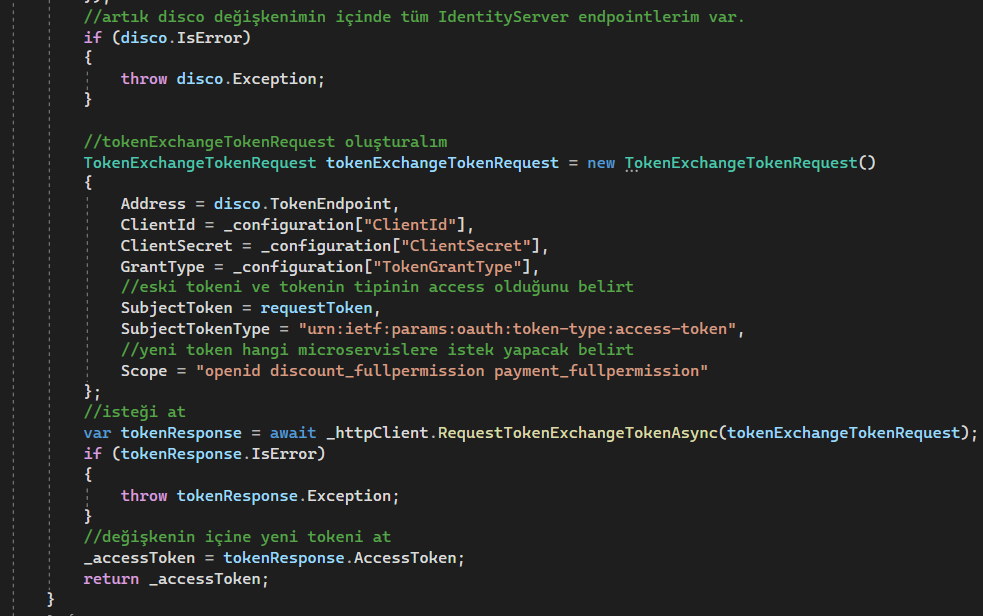 //artık disco değişkenimin içinde tüm IdentityServer endpointlerim var.
if (disco.IsError)
{
throw disco.Exception;
}
//tokenExchangeTokenRequest oluşturalım
TokenExchangeTokenRequest tokenExchangeTokenRequest = new TokenExchangeTokenRequest()
{
Address = disco.TokenEndpoint,
ClientId = _configuration["ClientId"],
ClientSecret = _configuration["ClientSecret"],
GrantType = _configuration["TokenGrantType"],
//eski tokeni ve tokenin tipinin access olduğunu belirt
SubjectToken = requestToken,
SubjectTokenType = "urn:ietf:params:oauth:token-type:access-token",
//yeni token hangi microservislere istek yapacak belirt
Scope = "openid discount_fullpermission payment_fullpermission"
};
//isteği at
var tokenResponse = await _httpClient.RequestTokenExchangeTokenAsync(tokenExchangeTokenRequest);
if (tokenResponse.IsError)
{
throw tokenResponse.Exception;
}
//değişkenin içine yeni tokeni at
_accessToken = tokenResponse.AccessToken;
return _accessToken;
}